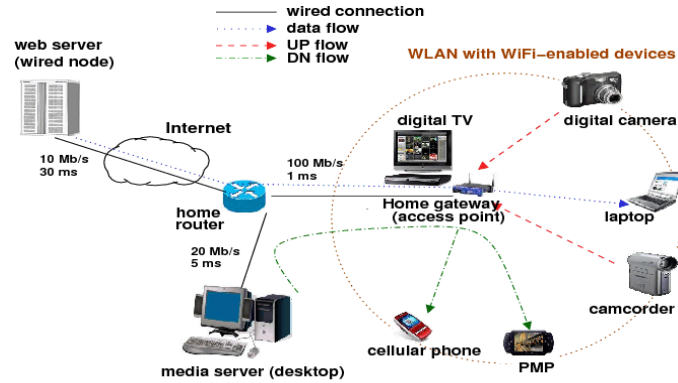 wired connection
data flow
UP flow
DN flow
web server
(wired node)
WLAN with WiFi−enabled devices
Internet
digital TV
digital camera
10 Mb/s
30 ms
100 Mb/s
1 ms
home
router
Home gateway
(access point)
laptop
20 Mb/s
5 ms
camcorder
cellular phone
PMP
media server (desktop)